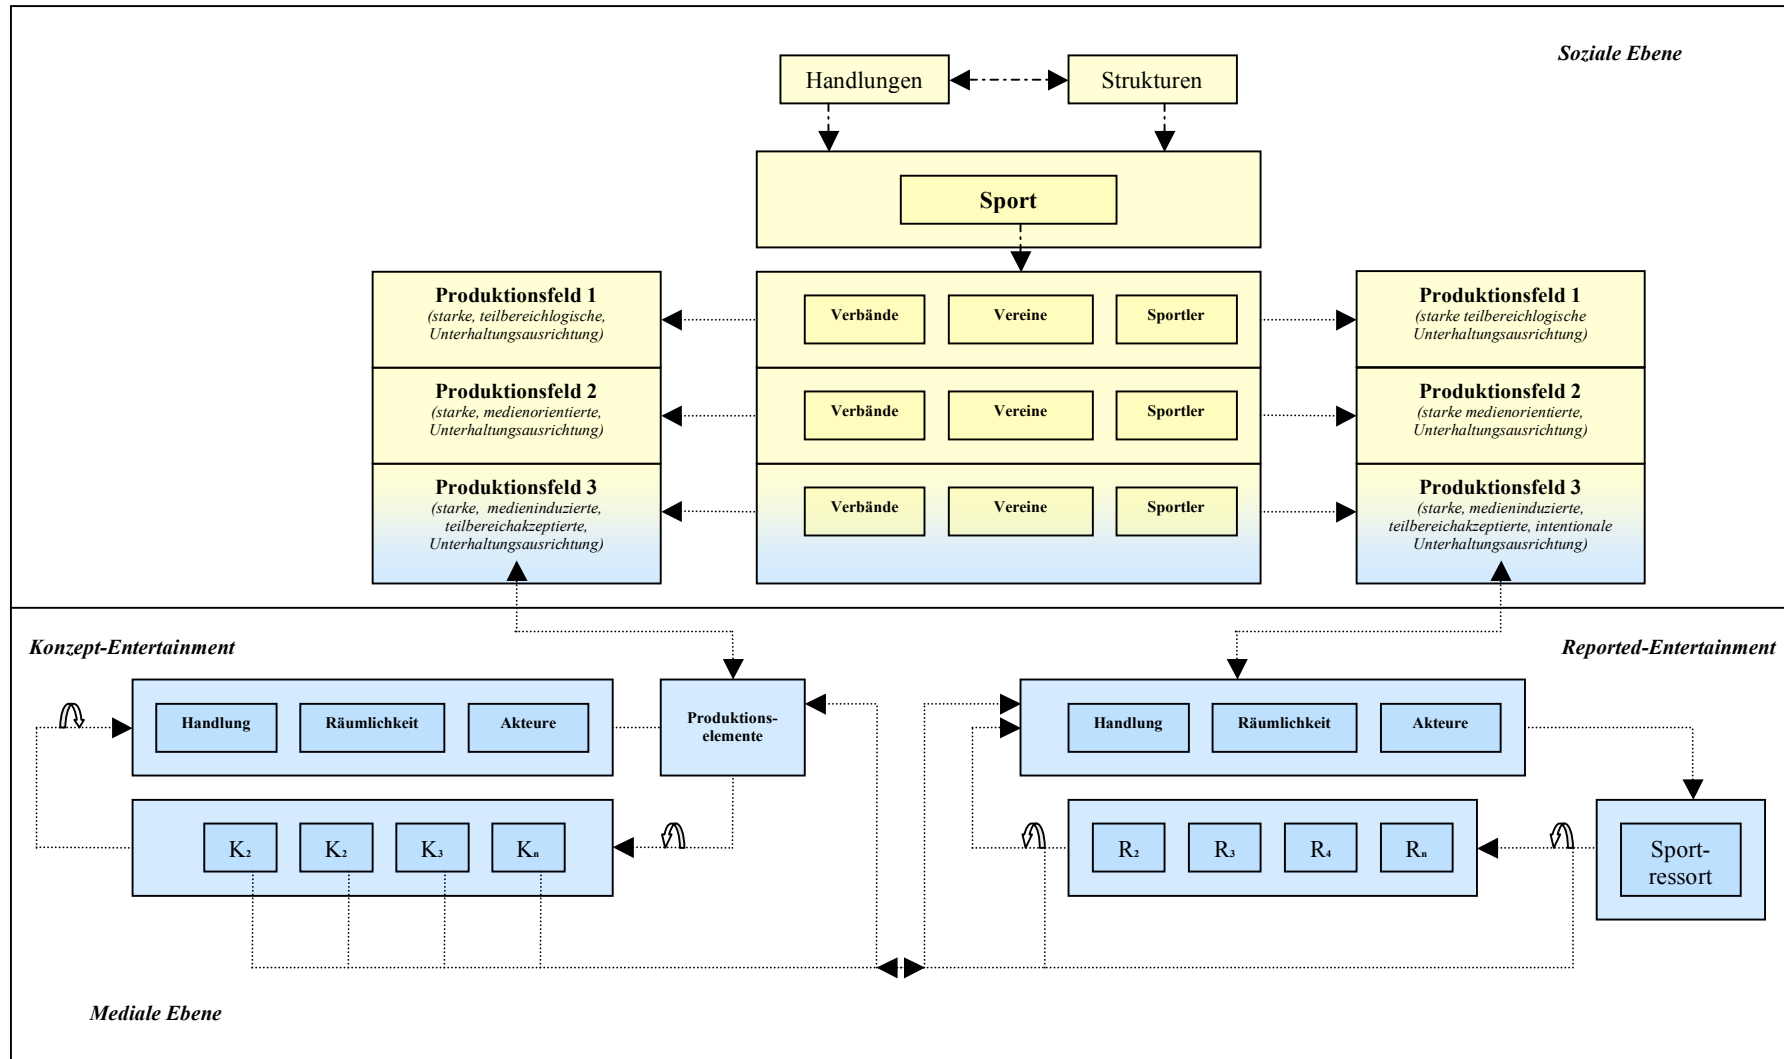 Soziale Ebene
Handlungen
Strukturen
Sport
Produktionsfeld 1
(starke, teilbereichlogische,
Unterhaltungsausrichtung)
Verbände
Vereine
Sportler
Produktionsfeld 1
(starke teilbereichlogische
Unterhaltungsausrichtung)
Produktionsfeld 2
(starke, medienorientierte,
Unterhaltungsausrichtung)
Verbände
Vereine
Sportler
Produktionsfeld 2
(starke medienorientierte,
Unterhaltungsausrichtung)
Produktionsfeld 3
(starke, medieninduzierte,
teilbereichakzeptierte,
Unterhaltungsausrichtung)
Verbände
Vereine
Sportler
Produktionsfeld 3
(starke, medieninduzierte,
teilbereichakzeptierte, intentionale
Unterhaltungsausrichtung)
Konzept-Entertainment
Reported-Entertainment
Handlung
Räumlichkeit
Akteure
Produktions-
elemente
Handlung
Räumlichkeit
Akteure
K₂
K₂
K₃
Kₙ
R₂
R₃
R₄
Rₙ
Sport-
ressort
Mediale Ebene